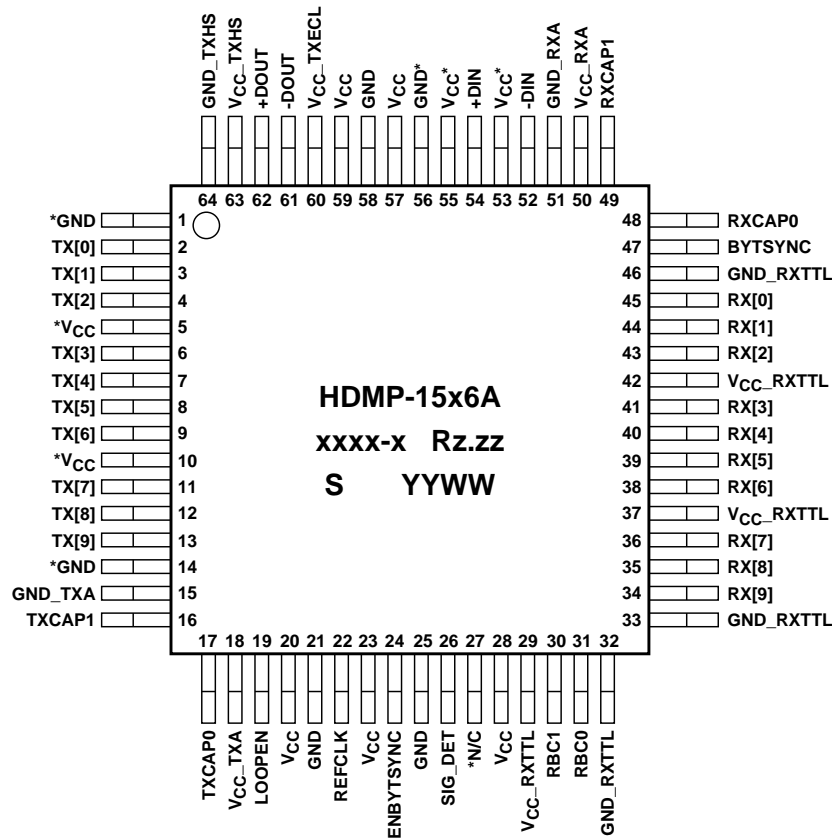 GND_TXHS
VCC_TXHS
+DOUT
-DOUT
VCC_TXECL
VCC
GND
VCC
GND*
VCC*
+DIN
VCC*
-DIN
GND_RXA
VCC_RXA
RXCAP1
64 63 62 61 60 59 58 57 56 55 54 53 52 51 50 49
*GND 1
TX[0] 2
TX[1] 3
TX[2] 4
*VCC 5
TX[3] 6
TX[4] 7
TX[5] 8
TX[6] 9
*VCC 10
TX[7] 11
TX[8] 12
TX[9] 13
*GND 14
GND_TXA 15
TXCAP1 16
HDMP-15x6A
xxxx-x Rz.zz
S YYWW
48 RXCAP0
47 BYTSYNC
46 GND_RXTTL
45 RX[0]
44 RX[1]
43 RX[2]
42 VCC_RXTTL
41 RX[3]
40 RX[4]
39 RX[5]
38 RX[6]
37 VCC_RXTTL
36 RX[7]
35 RX[8]
34 RX[9]
33 GND_RXTTL
17 18 19 20 21 22 23 24 25 26 27 28 29 30 31 32
TXCAP0
VCC_TXA
LOOPEN
VCC
GND
REFCLK
VCC
ENBYTSYNC
GND
SIG_DET
*N/C
VCC
VCC_RXTTL
RBC1
RBC0
GND_RXTTL